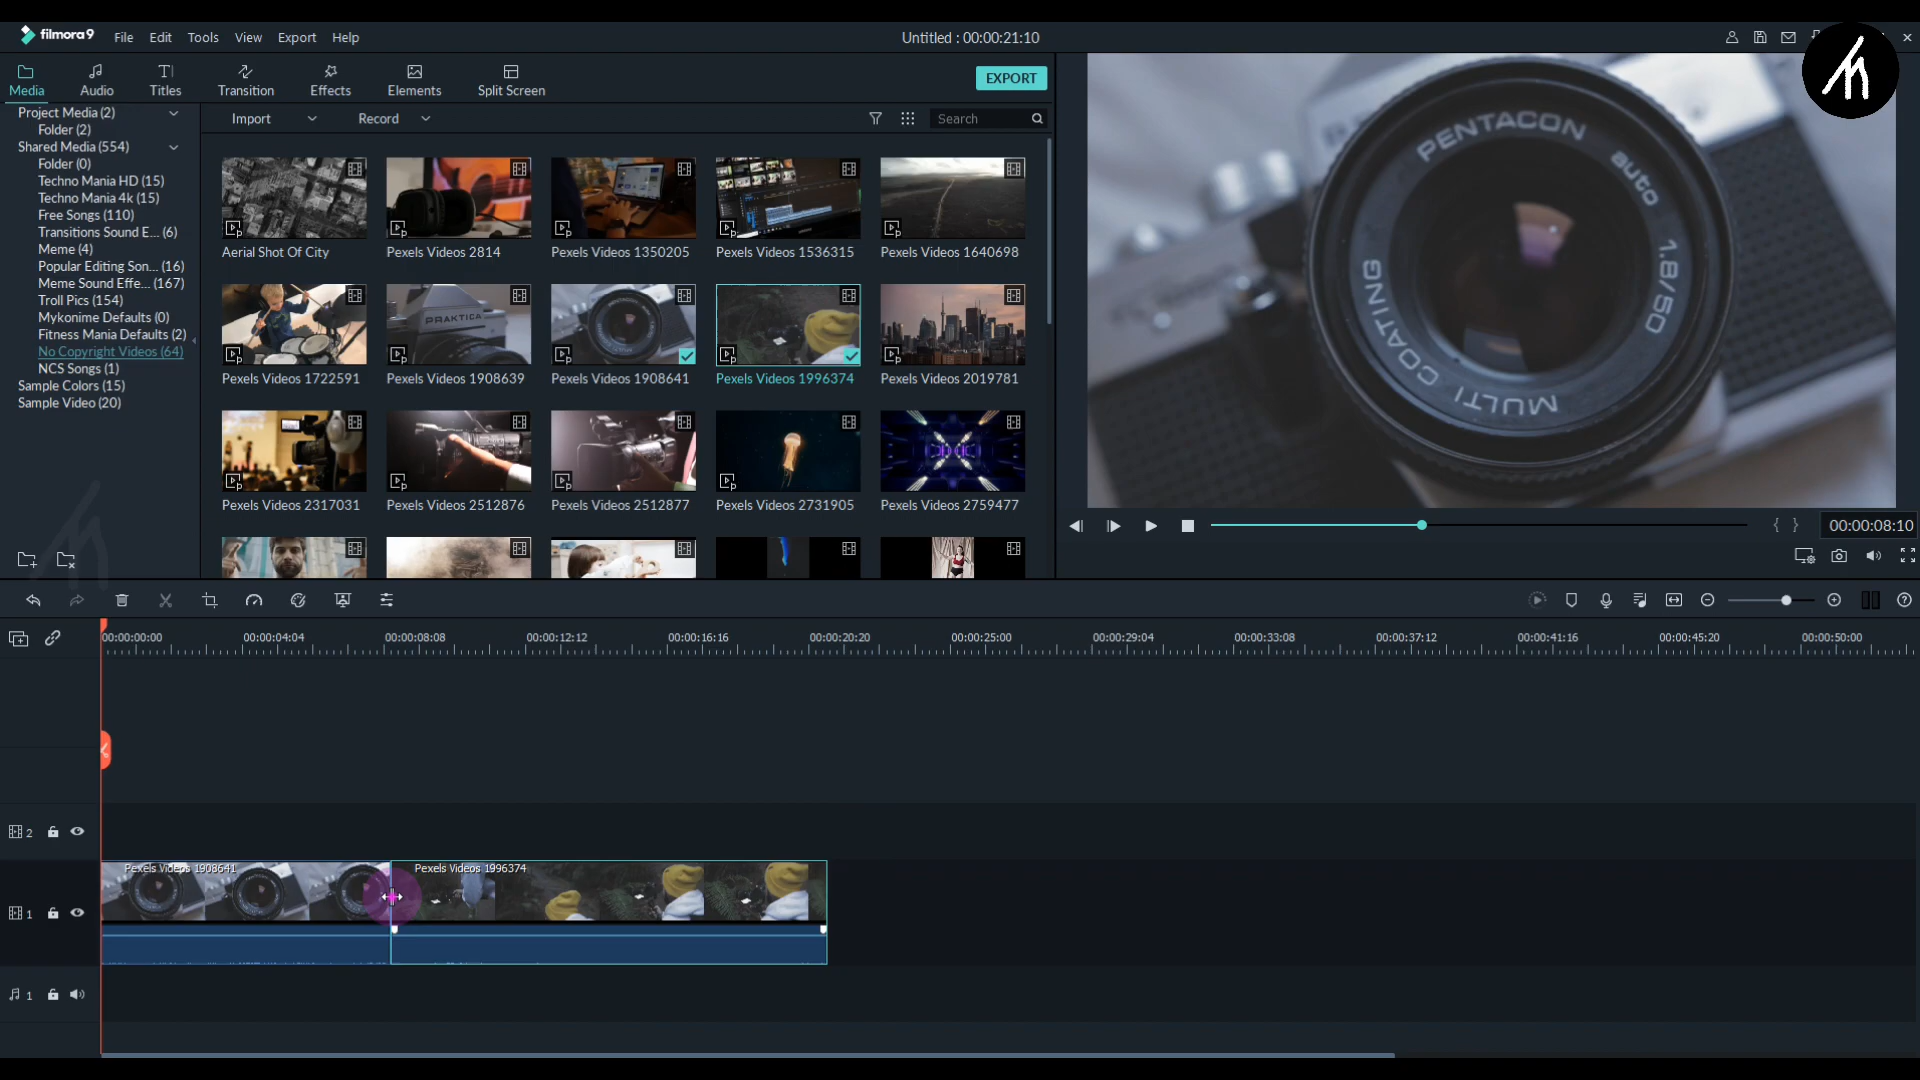 filmora9 File Edit Tools View Export Help Untitled : 00:00:21:10
Media Audio Titles Transition Effects Elements Split Screen EXPORT
Import Record Search
Project Media (2)
Folder (2)
Shared Media (554)
Folder (0)
Techno Mania HD (15)
Techno Mania 4k (15)
Free Songs (110)
Transitions Sound E... (6)
Meme (4)
Popular Editing Son... (16)
Meme Sound Effe... (167)
Troll Pics (154)
Mykonime Defaults (0)
Fitness Mania Defaults (2)
No Copyright Videos (64)
NCS Songs (1)
Sample Colors (15)
Sample Video (20)
Aerial Shot Of City Pexels Videos 2814 Pexels Videos 1350205 Pexels Videos 1536315 Pexels Videos 1640698
PRAKTICA
Pexels Videos 1722591 Pexels Videos 1908639 Pexels Videos 1908641 Pexels Videos 1996374 Pexels Videos 2019781
Pexels Videos 2317031 Pexels Videos 2512876 Pexels Videos 2512877 Pexels Videos 2731905 Pexels Videos 2759477
PENTACON auto 1.8/50 MULTI COATING
00:00:08:10
00:00:00:00 00:00:04:04 00:00:08:08 00:00:12:12 00:00:16:16 00:00:20:20 00:00:25:00 00:00:29:04 00:00:33:08 00:00:37:12 00:00:41:16 00:00:45:20 00:00:50:00
2
Pexels Videos 1908641 Pexels Videos 1996374
1
1